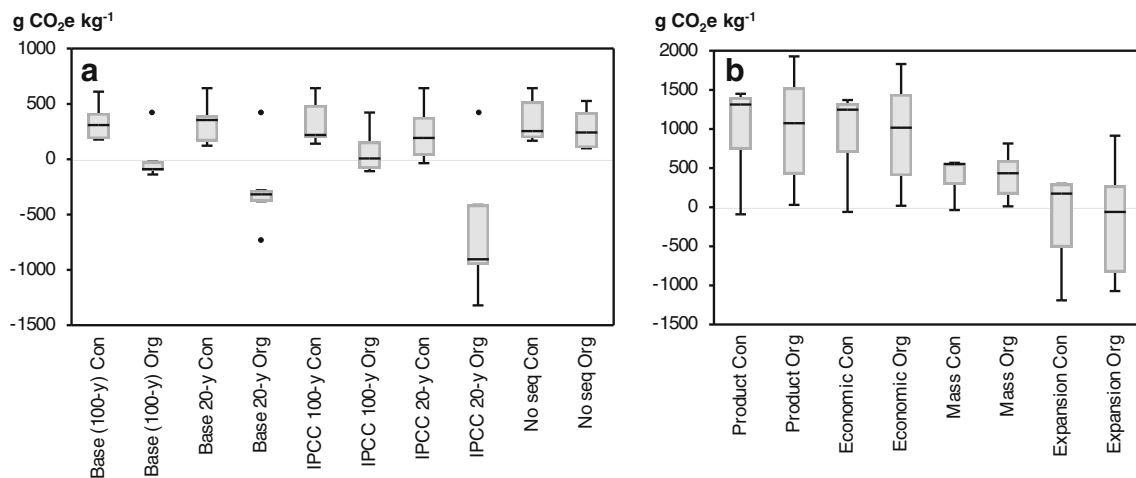 g CO₂e kg⁻¹
a
1000
500
0
-500
-1000
-1500
Base (100-y) Con
Base (100-y) Org
Base 20-y Con
Base 20-y Org
IPCC 100-y Con
IPCC 100-y Org
IPCC 20-y Con
IPCC 20-y Org
No seq Con
No seq Org
g CO₂e kg⁻¹
b
2000
1500
1000
500
0
-500
-1000
-1500
Product Con
Product Org
Economic Con
Economic Org
Mass Con
Mass Org
Expansion Con
Expansion Org